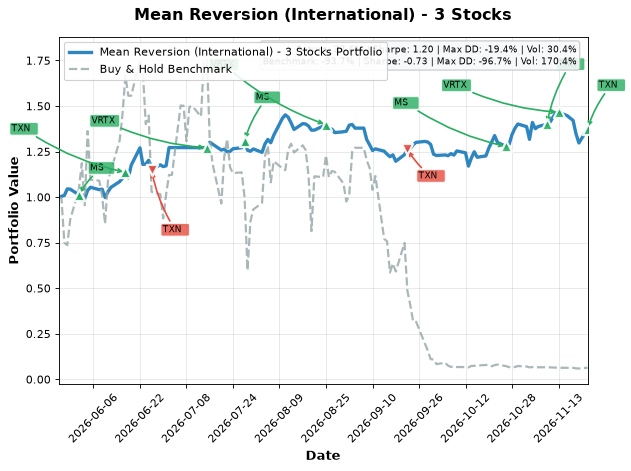 Mean Reversion (International) - 3 Stocks
Mean Reversion (International) - 3 Stocks Portfolio
Buy & Hold Benchmark
Sharpe: 1.20 | Max DD: -19.4% | Vol: 30.4%
Benchmark: -93.7% | Sharpe: -0.73 | Max DD: -96.7% | Vol: 170.4%
TXN
MS
VRTX
TXN
MS
MS
TXN
VRTX
TXN
Portfolio Value
1.75
1.50
1.25
1.00
0.75
0.50
0.25
0.00
2026-06-06
2026-06-22
2026-07-08
2026-07-24
2026-08-09
2026-08-25
2026-09-10
2026-09-26
2026-10-12
2026-10-28
2026-11-13
Date